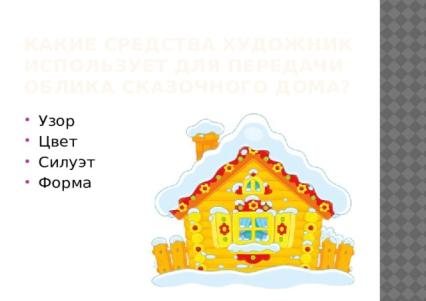 КАКИЕ СРЕДСТВА ХУДОЖНИК
ИСПОЛЬЗУЕТ ДЛЯ ПЕРЕДАЧИ
ОБЛИКА СКАЗОЧНОГО ДОМА?
• Узор
• Цвет
• Силуэт
• Форма